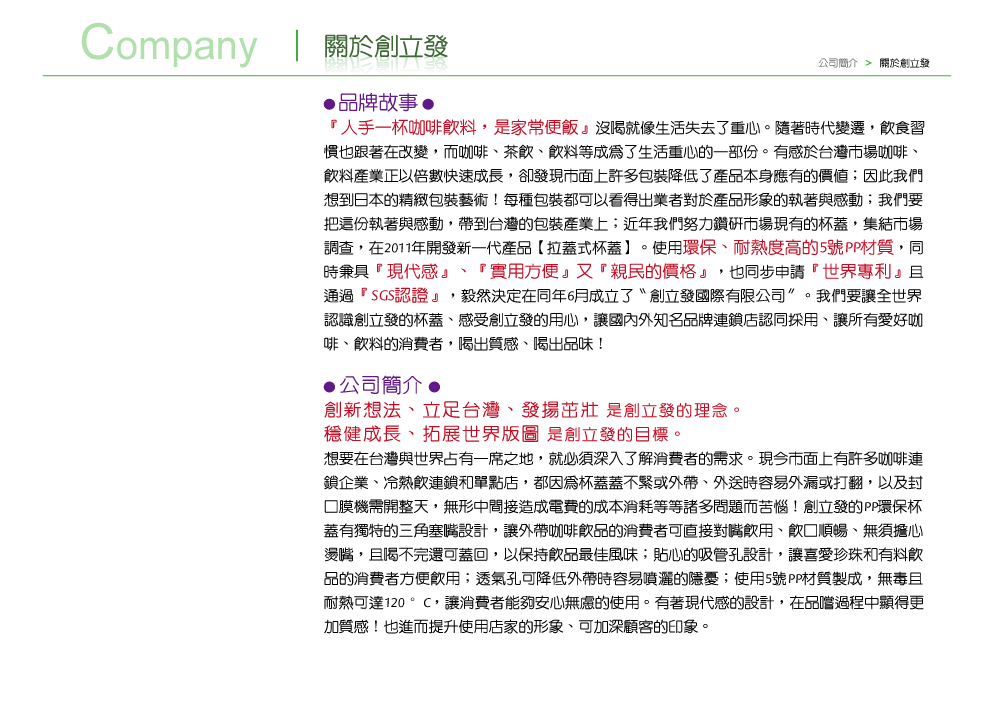 Company
關於創立發
公司簡介 > 關於創立發
●品牌故事●
『人手一杯咖啡飲料，是家常便飯』沒喝就像生活失去了重心。隨著時代變遷，飲食習
慣也跟著在改變，而咖啡、茶飲、飲料等成為了生活重心的一部份。有感於台灣市場咖啡、
飲料產業正以倍數快速成長，卻發現市面上許多包裝降低了產品本身應有的價值；因此我們
想到日本的精緻包裝藝術！每種包裝都可以看得出業者對於產品形象的執著與感動；我們要
把這份執著與感動，帶到台灣的包裝產業上；近年我們努力鑽研市場現有的杯蓋，集結市場
調查，在2011年開發新一代產品【拉蓋式杯蓋】。使用環保、耐熱度高的5號PP材質，同
時兼具『現代感』、『實用方便』又『親民的價格』，也同步申請『世界專利』且
通過『SGS認證』，毅然決定在同年6月成立了〝創立發國際有限公司〞。我們要讓全世界
認識創立發的杯蓋、感受創立發的用心，讓國內外知名品牌連鎖店認同採用、讓所有愛好咖
啡、飲料的消費者，喝出質感、喝出品味！
●公司簡介●
創新想法、立足台灣、發揚茁壯 是創立發的理念。
穩健成長、拓展世界版圖 是創立發的目標。
想要在台灣與世界占有一席之地，就必須深入了解消費者的需求。現今市面上有許多咖啡連
鎖企業、冷熱飲連鎖和單點店，都因為杯蓋蓋不緊或外帶、外送時容易外漏或打翻，以及封
口膜機需開整天，無形中間接造成電費的成本消耗等等諸多問題而苦惱！創立發的PP環保杯
蓋有獨特的三角塞嘴設計，讓外帶咖啡飲品的消費者可直接對嘴飲用、飲口順暢、無須擔心
燙嘴，且喝不完還可蓋回，以保持飲品最佳風味；貼心的吸管孔設計，讓喜愛珍珠和有料飲
品的消費者方便飲用；透氣孔可降低外帶時容易噴灑的隱憂；使用5號PP材質製成，無毒且
耐熱可達120°C，讓消費者能夠安心無慮的使用。有著現代感的設計，在品嚐過程中顯得更
加質感！也進而提升使用店家的形象、可加深顧客的印象。